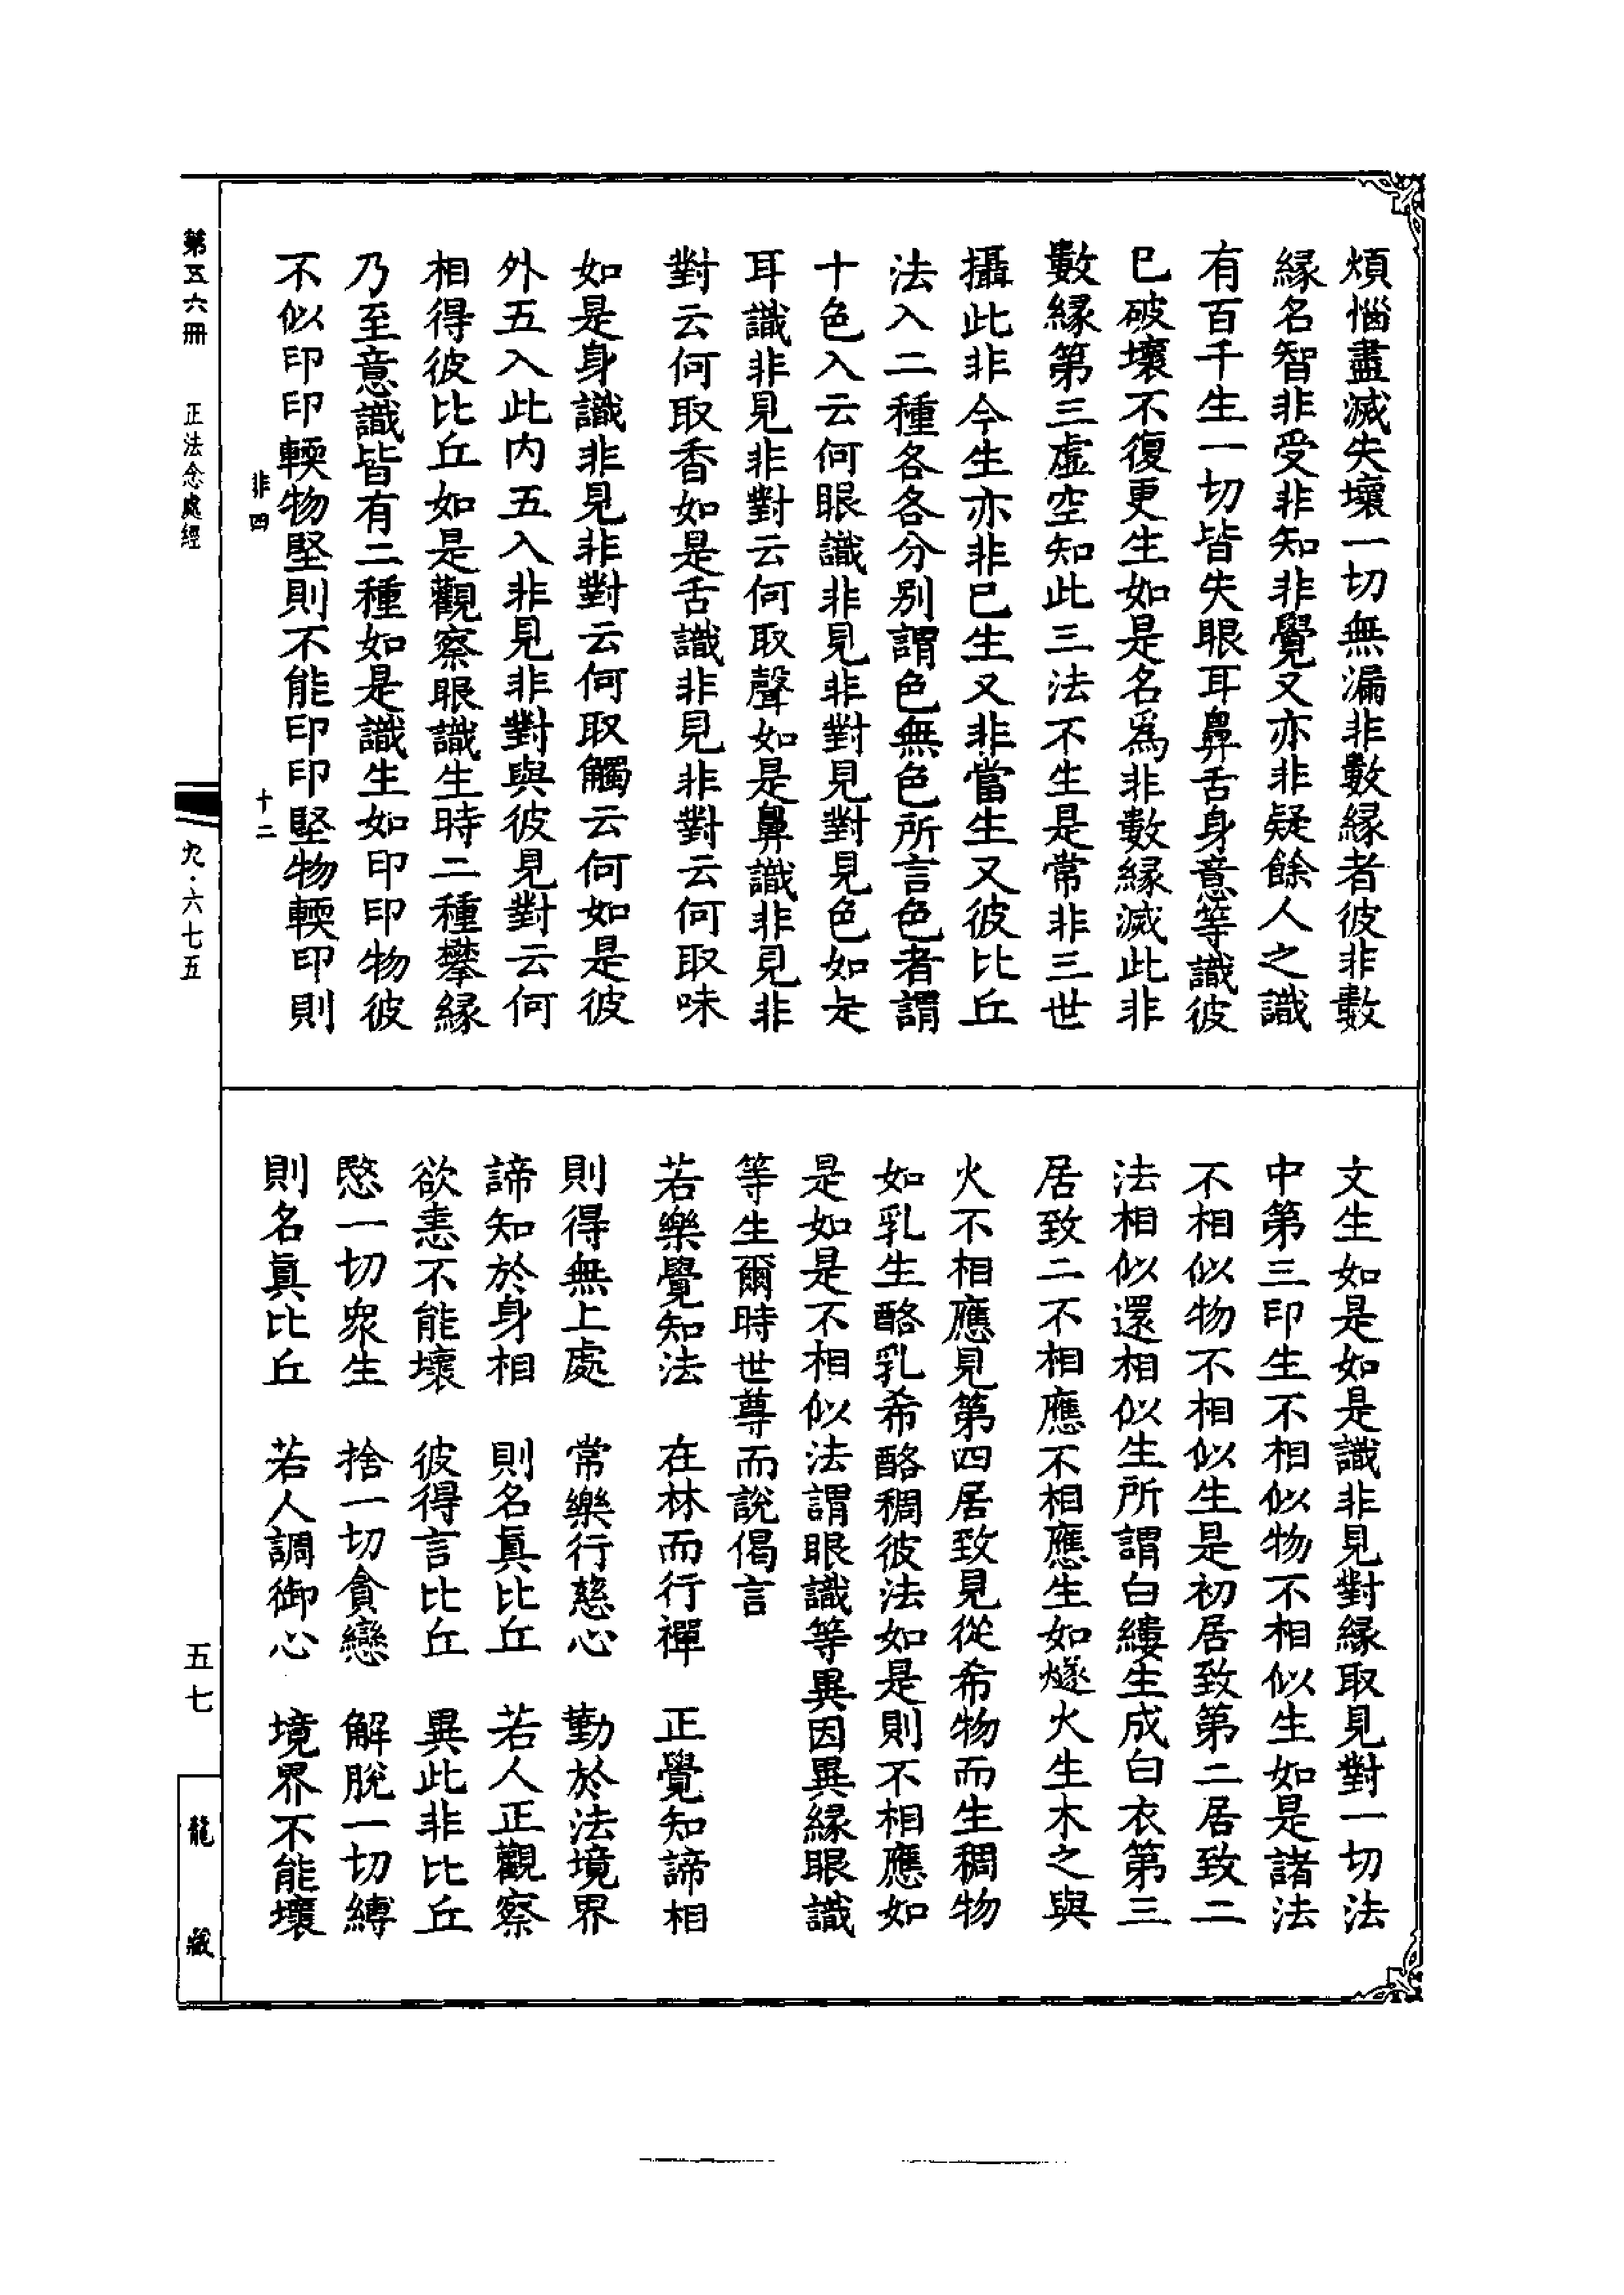 煩惱盡滅失壞一切無漏非數縁者彼非數
縁名智非受非知非覺又亦非疑餘人之識
有百千生一切皆失眼耳鼻舌身意等識彼
已破壞不復更生如是名爲非數縁滅此非
數縁第三虛空知此三法不生是常非三世
攝此非今生亦非已生又非當生又彼比丘
法入二種各各分別謂色無色所言色者謂
十色入云何眼識非見非對見對見色如是
耳識非見非對云何取聲如是鼻識非見非
對云何取香如是舌識非見非對云何取味
如是身識非見非對云何取觸云何如是彼
外五入此内五入非見非對與彼見對云何
相得彼比丘如是觀察眼識生時二種攀縁
乃至意識皆有二種如是識生如印印物彼
不似印印輭物堅則不能印印堅物輭印則
非四
十二
文生如是如是識非見對縁取見對一切法
中第三印生不相似物不相似生如是諸法
不相似物不相似生是初居致第二居致二
法相似還相似生所謂白縷生成白衣第三
居致二不相應不相應生如燧火生木之與
火不相應見第四居致見從希物而生稠物
如乳生酪乳希酪稠彼法如是則不相應如
是如是不相似法謂眼識等異因異縁眼識
等生爾時世尊而說偈言
若樂覺知法　在林而行禪　正覺知諦相
則得無上處　常樂行慈心　勤於法境界
諦知於身相　則名眞比丘　若人正觀察
欲恚不能壞　彼得言比丘　異此非比丘
愍一切衆生　捨一切貪戀　解脫一切縛
則名眞比丘　若人調御心　境界不能壞
第五六冊
正法念處經
九·六七五
五七
龍藏